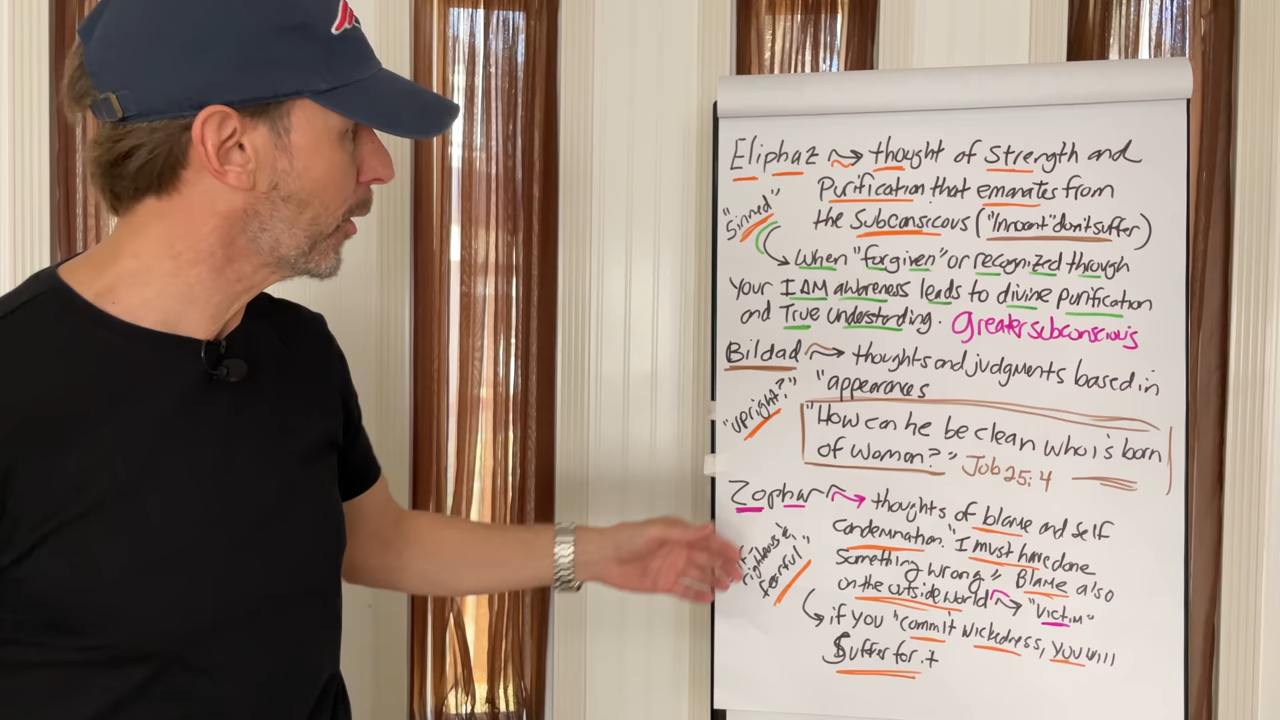 Eliphaz → thought of Strength and
Purification that emanates from
"Sinned"
the Subconsicous ("Innocent" don't suffer)
When "forgiven" or recognized through
Your I AM awareness leads to divine purification
and True understanding. Greater subconscious
Bildad → thoughts and judgments based in
"appearances
"upright?"
"How can he be clean who is born
of woman?" Job 25:4
Zophar → thoughts of blame and self
condemnation. "I must have done
Something wrong" Blame also
righteous &
fearful"
on the outside world → "Victim"
if you "commit wickedness, you will
Suffer for it